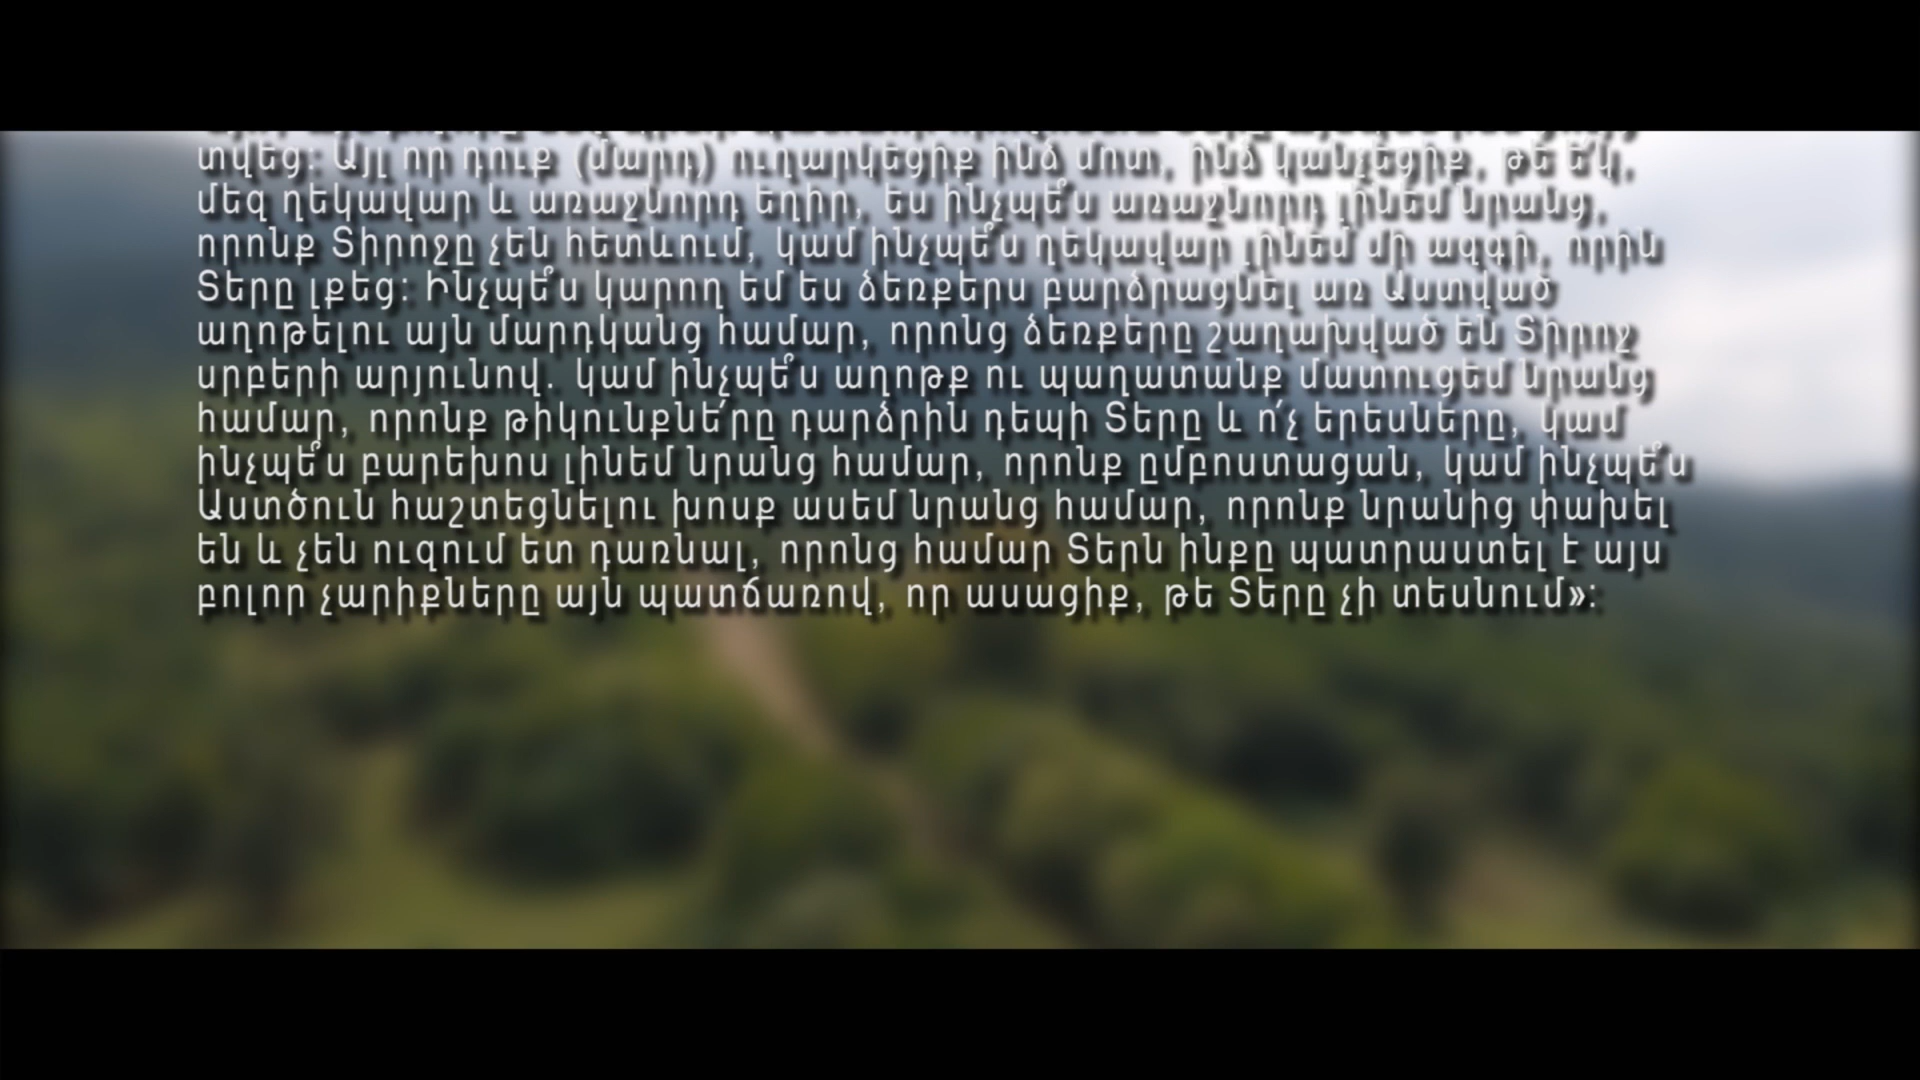 տվեց: Այլ որ դուք (մարդ) ուղարկեցիք ինձ մոտ, ինձ կանչեցիք, թե ե՛կ,
մեզ ղեկավար և առաջնորդ եղիր, ես ինչպե՞ս առաջնորդ լինեմ նրանց,
որոնք Տիրոջը չեն հետևում, կամ ինչպե՞ս ղեկավար լինեմ մի ազգի, որին
Տերը լքեց: Ինչպե՞ս կարող եմ ես ձեռքերս բարձրացնել առ Աստված
աղոթելու այն մարդկանց համար, որոնց ձեռքերը շաղախված են Տիրոջ
սրբերի արյունով. կամ ինչպե՞ս աղոթք ու պաղատանք մատուցեմ նրանց
համար, որոնք թիկունքնե՛րը դարձրին դեպի Տերը և ո՛չ երեսները, կամ
ինչպե՞ս բարեխոս լինեմ նրանց համար, որոնք ըմբոստացան, կամ ինչպե՞ս
Աստծուն հաշտեցնելու խոսք ասեմ նրանց համար, որոնք նրանից փախել
են և չեն ուզում ետ դառնալ, որոնց համար Տերն ինքը պատրաստել է այս
բոլոր չարիքները այն պատճառով, որ ասացիք, թե Տերը չի տեսնում»: